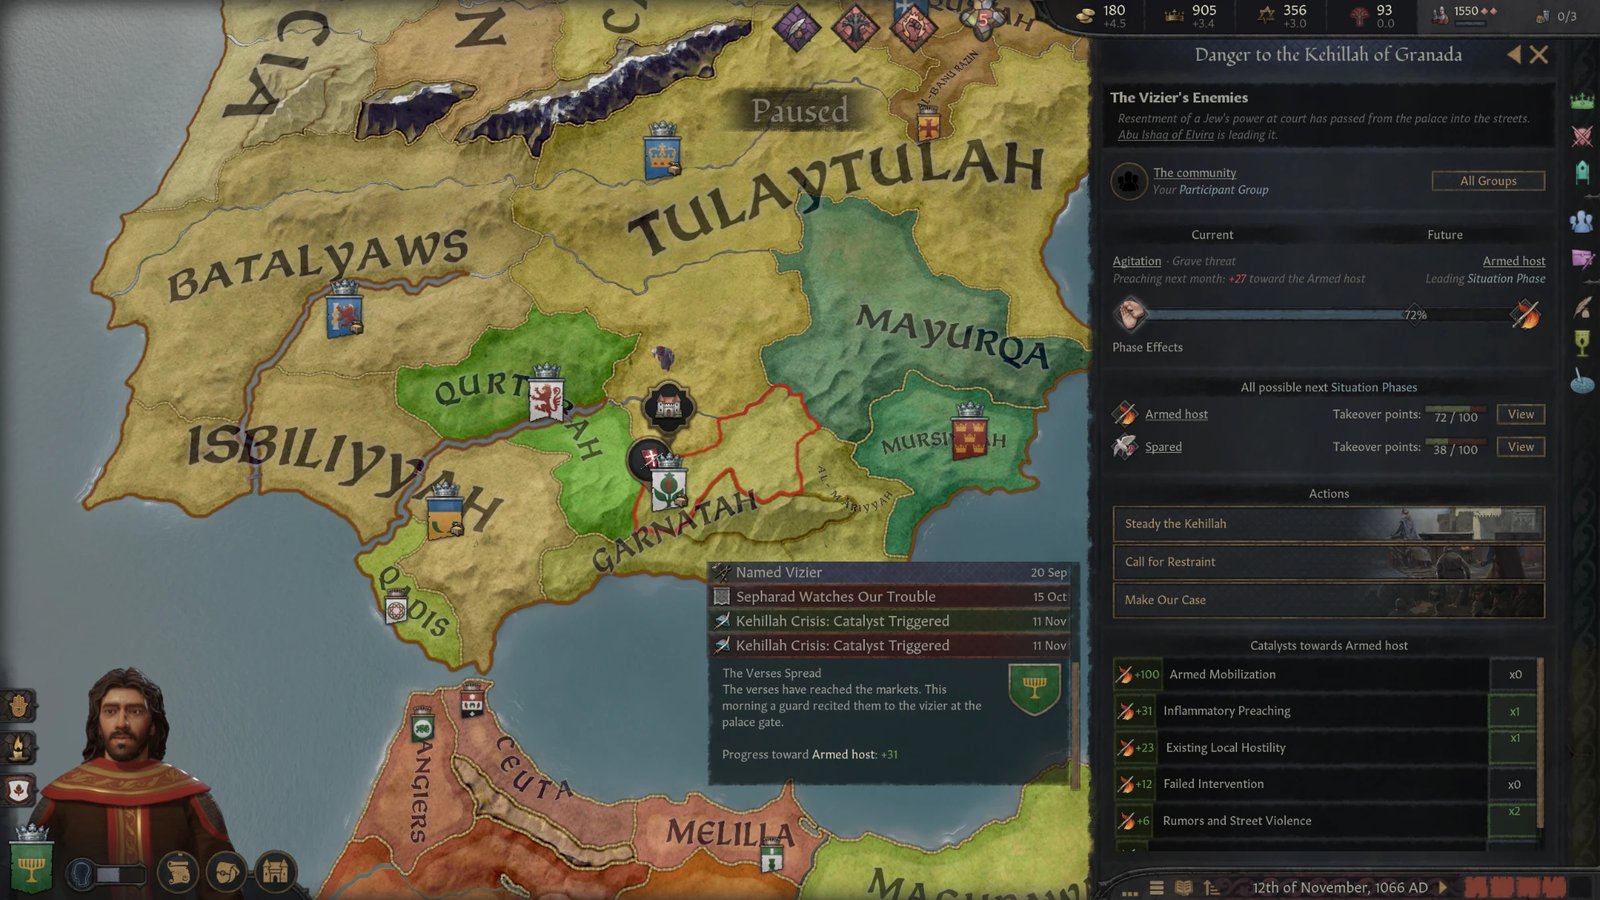 180
+4.5
905
+3.4
356
+3.0
93
0.0
1550
0/3
5
Paused
BATALYAWS
TULAYTULAH
MAYURQA
QURTUBAH
MURSIYAH
ISBILIYYAH
GARNATAH
AL-MARIYYAH
QADIS
CEUTA
MELILLA
AL-BANU RAZIN
Named Vizier 20 Sep
Sepharad Watches Our Trouble 15 Oct
Kehillah Crisis: Catalyst Triggered 11 Nov
Kehillah Crisis: Catalyst Triggered 11 Nov
The Verses Spread
The verses have reached the markets. This
morning a guard recited them to the vizier at the
palace gate.
Progress toward Armed host: +31
Danger to the Kehillah of Granada
The Vizier's Enemies
Resentment of a Jew's power at court has passed from the palace into the streets.
Abu Ishaq of Elvira is leading it.
The community
Your Participant Group
All Groups
Current Future
Agitation · Grave threat Armed host
Preaching next month: +27 toward the Armed host Leading Situation Phase
72%
Phase Effects
All possible next Situation Phases
Armed host Takeover points: 72 / 100 View
Spared Takeover points: 38 / 100 View
Actions
Steady the Kehillah
Call for Restraint
Make Our Case
Catalysts towards Armed host
+100 Armed Mobilization x0
+31 Inflammatory Preaching x1
+23 Existing Local Hostility x1
+12 Failed Intervention x0
+6 Rumors and Street Violence x2
12th of November, 1066 AD